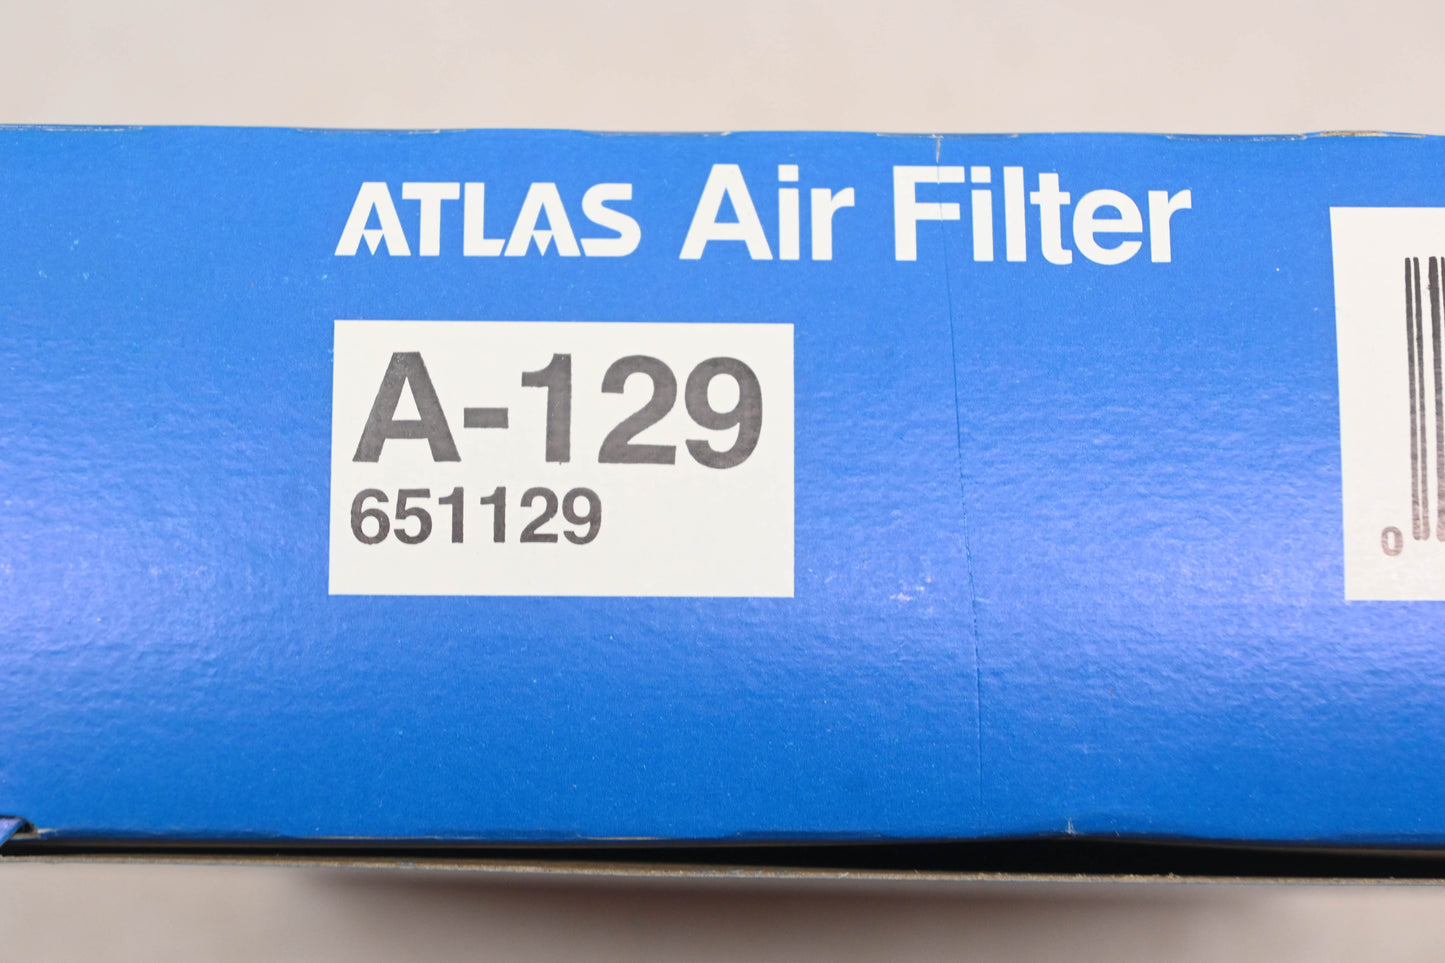 ATLAS Air Filter
A-129
651129
0